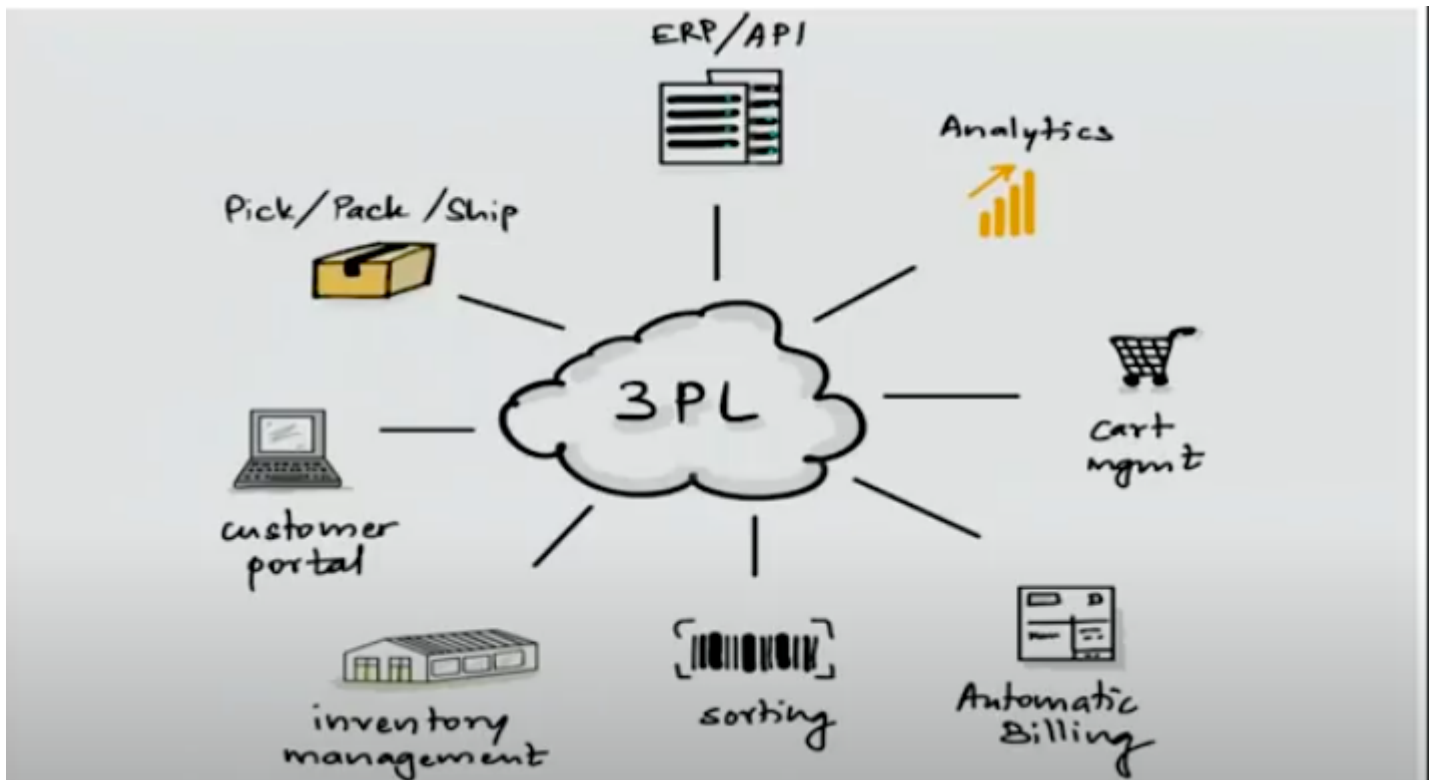 ERP/API
Analytics
Pick/Pack/Ship
3PL
cart
mgmt
customer
portal
Automatic
Billing
sorting
inventory
management